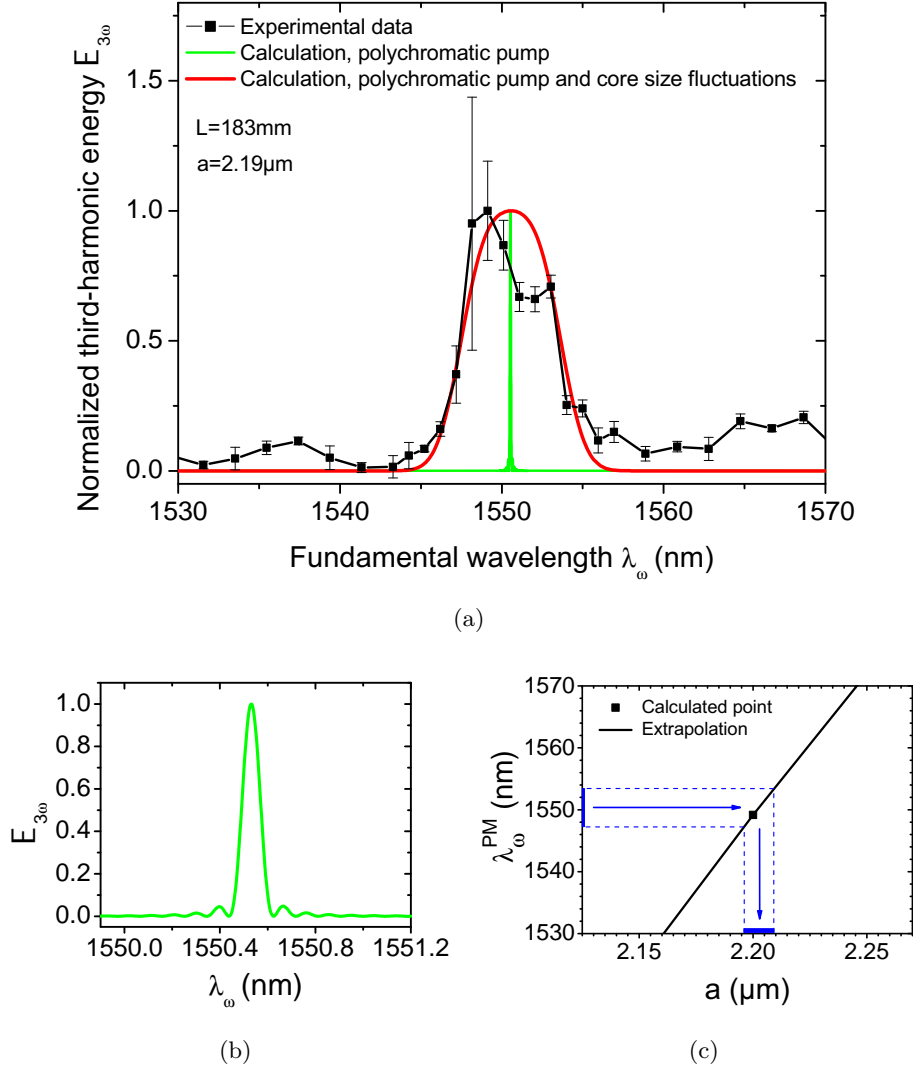 Normalized third-harmonic energy E3ω
1.5
1.0
0.5
0.0
Experimental data
Calculation, polychromatic pump
Calculation, polychromatic pump and core size fluctuations
L=183mm
a=2.19µm
1530 1540 1550 1560 1570
Fundamental wavelength λω (nm)
(a)
E3ω
1.0
0.8
0.6
0.4
0.2
0.0
1550.0 1550.4 1550.8 1551.2
λω (nm)
(b)
λωPM (nm)
1570
1560
1550
1540
1530
Calculated point
Extrapolation
2.15 2.20 2.25
a (µm)
(c)